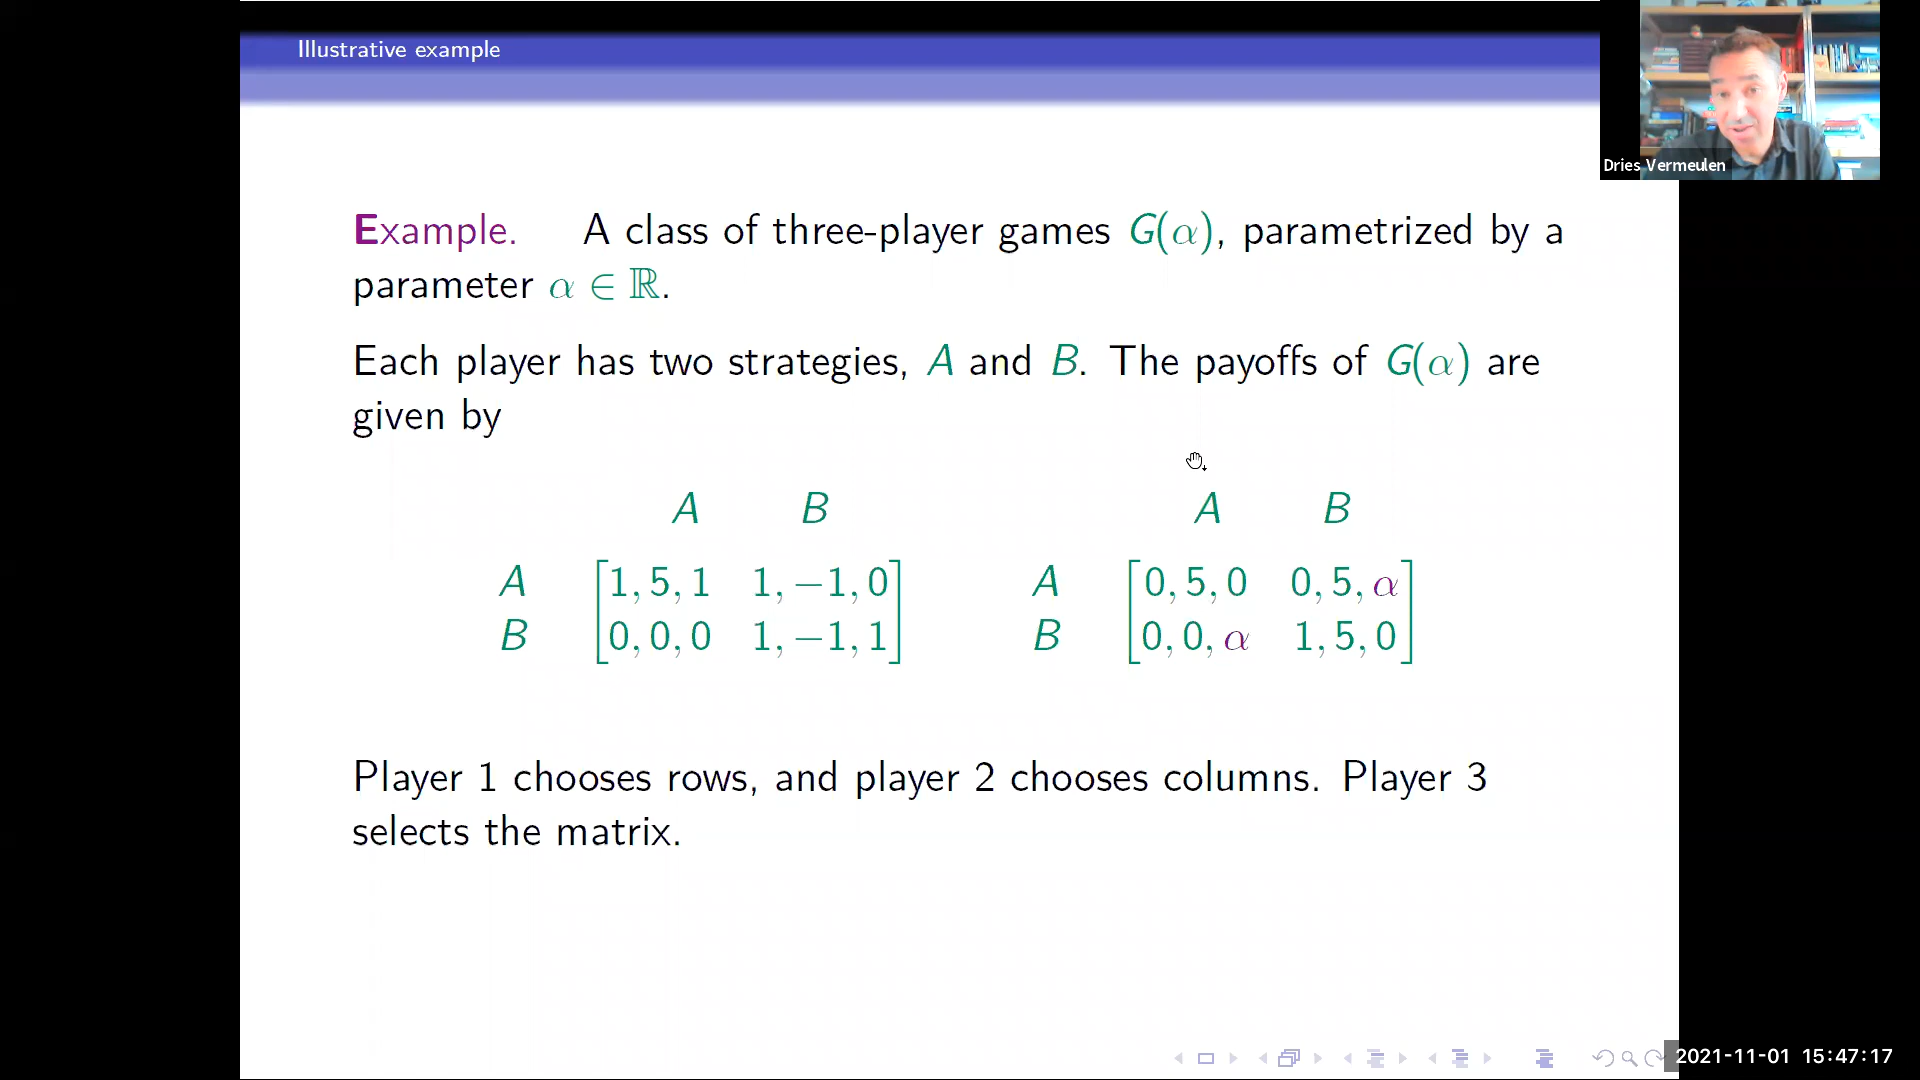 Illustrative example
Dries Vermeulen
Example. A class of three-player games G(α), parametrized by a
parameter α ∈ ℝ.
Each player has two strategies, A and B. The payoffs of G(α) are
given by
A B A B
A [1, 5, 1 1, −1, 0] A [0, 5, 0 0, 5, α]
B [0, 0, 0 1, −1, 1] B [0, 0, α 1, 5, 0]
Player 1 chooses rows, and player 2 chooses columns. Player 3
selects the matrix.
2021-11-01 15:47:17